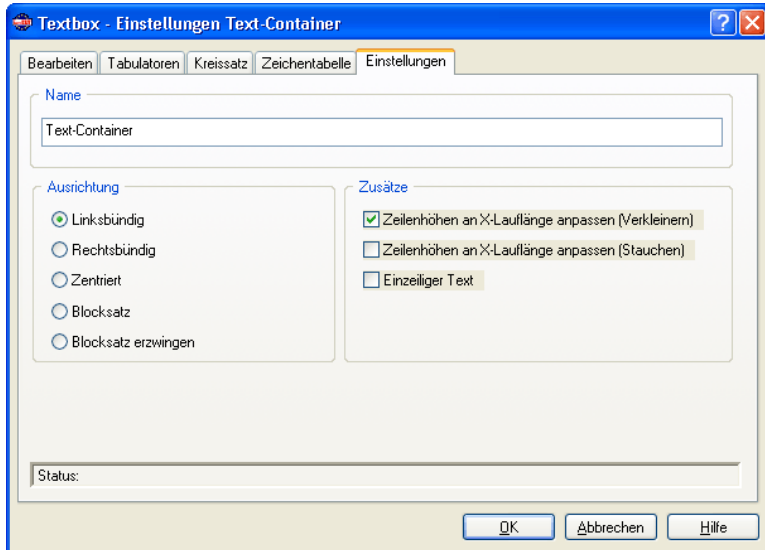 Textbox - Einstellungen Text-Container
Bearbeiten Tabulatoren Kreissatz Zeichentabelle Einstellungen
Name
Text-Container
Ausrichtung
Linksbündig
Rechtsbündig
Zentriert
Blocksatz
Blocksatz erzwingen
Zusätze
Zeilenhöhen an X-Lauflänge anpassen (Verkleinern)
Zeilenhöhen an X-Lauflänge anpassen (Stauchen)
Einzeiliger Text
Status:
OK Abbrechen Hilfe